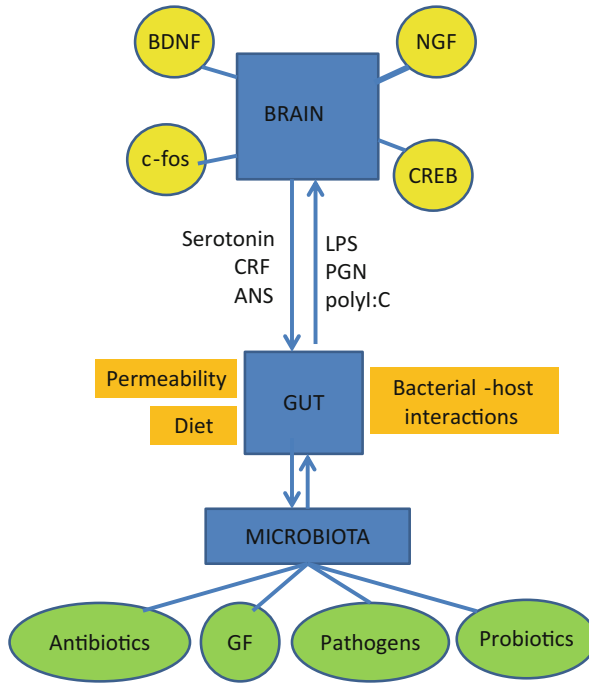 BDNF
NGF
BRAIN
c-fos
CREB
Serotonin
CRF
ANS
LPS
PGN
polyI:C
Permeability
Diet
GUT
Bacterial -host
interactions
MICROBIOTA
Antibiotics
GF
Pathogens
Probiotics